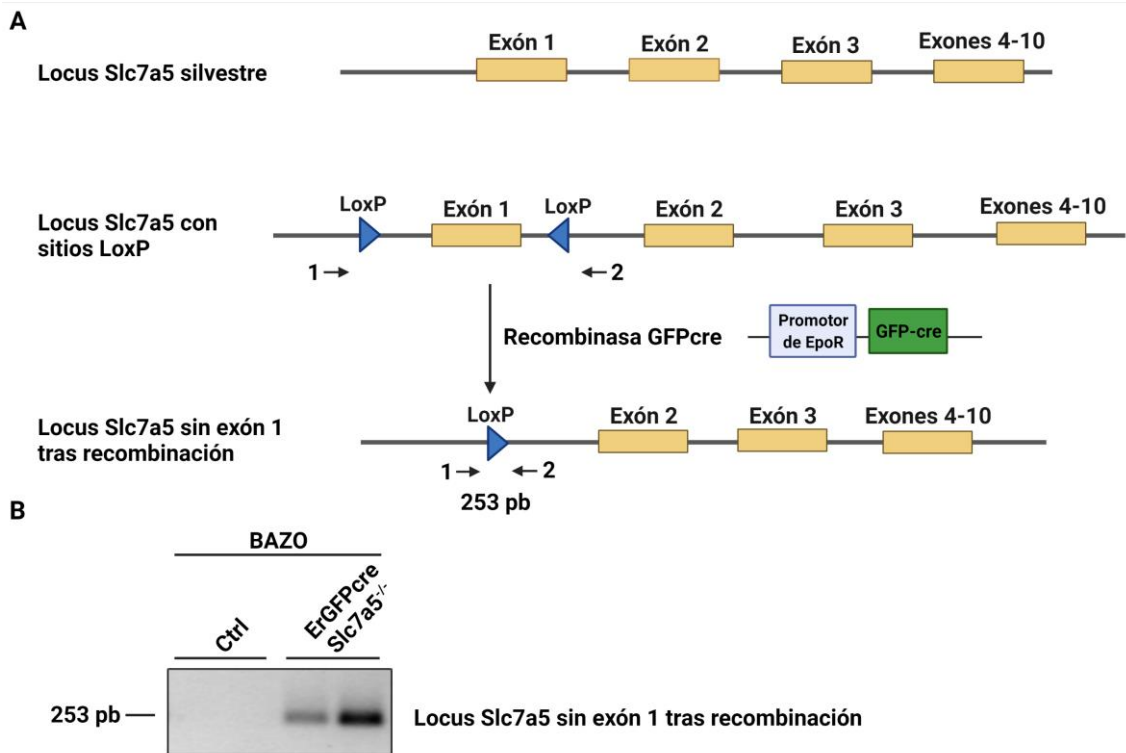 A
Locus Slc7a5 silvestre
Exón 1
Exón 2
Exón 3
Exones 4-10
Locus Slc7a5 con
sitios LoxP
LoxP
Exón 1
LoxP
Exón 2
Exón 3
Exones 4-10
1
2
Recombinasa GFPcre
Promotor
de EpoR
GFP-cre
Locus Slc7a5 sin exón 1
tras recombinación
LoxP
Exón 2
Exón 3
Exones 4-10
1
2
253 pb
B
BAZO
Ctrl
ErGFPcre
Slc7a5-/-
253 pb
Locus Slc7a5 sin exón 1 tras recombinación